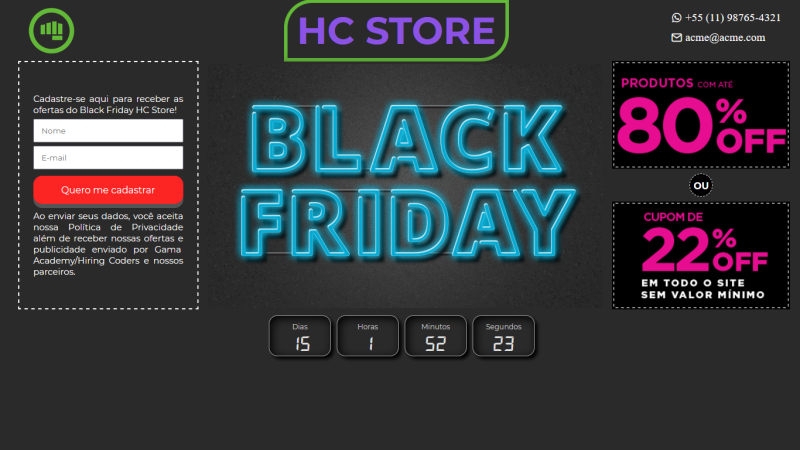 HC STORE
+55 (11) 98765-4321
acme@acme.com
Cadastre-se aqui para receber as
ofertas do Black Friday HC Store!
Nome
E-mail
Quero me cadastrar
Ao enviar seus dados, você aceita
nossa Política de Privacidade
além de receber nossas ofertas e
publicidade enviado por Gama
Academy/Hiring Coders e nossos
parceiros.
BLACK
FRIDAY
PRODUTOS COM ATÉ
80% OFF
OU
CUPOM DE
22% OFF
EM TODO O SITE
SEM VALOR MÍNIMO
Dias Horas Minutos Segundos
15 1 52 23